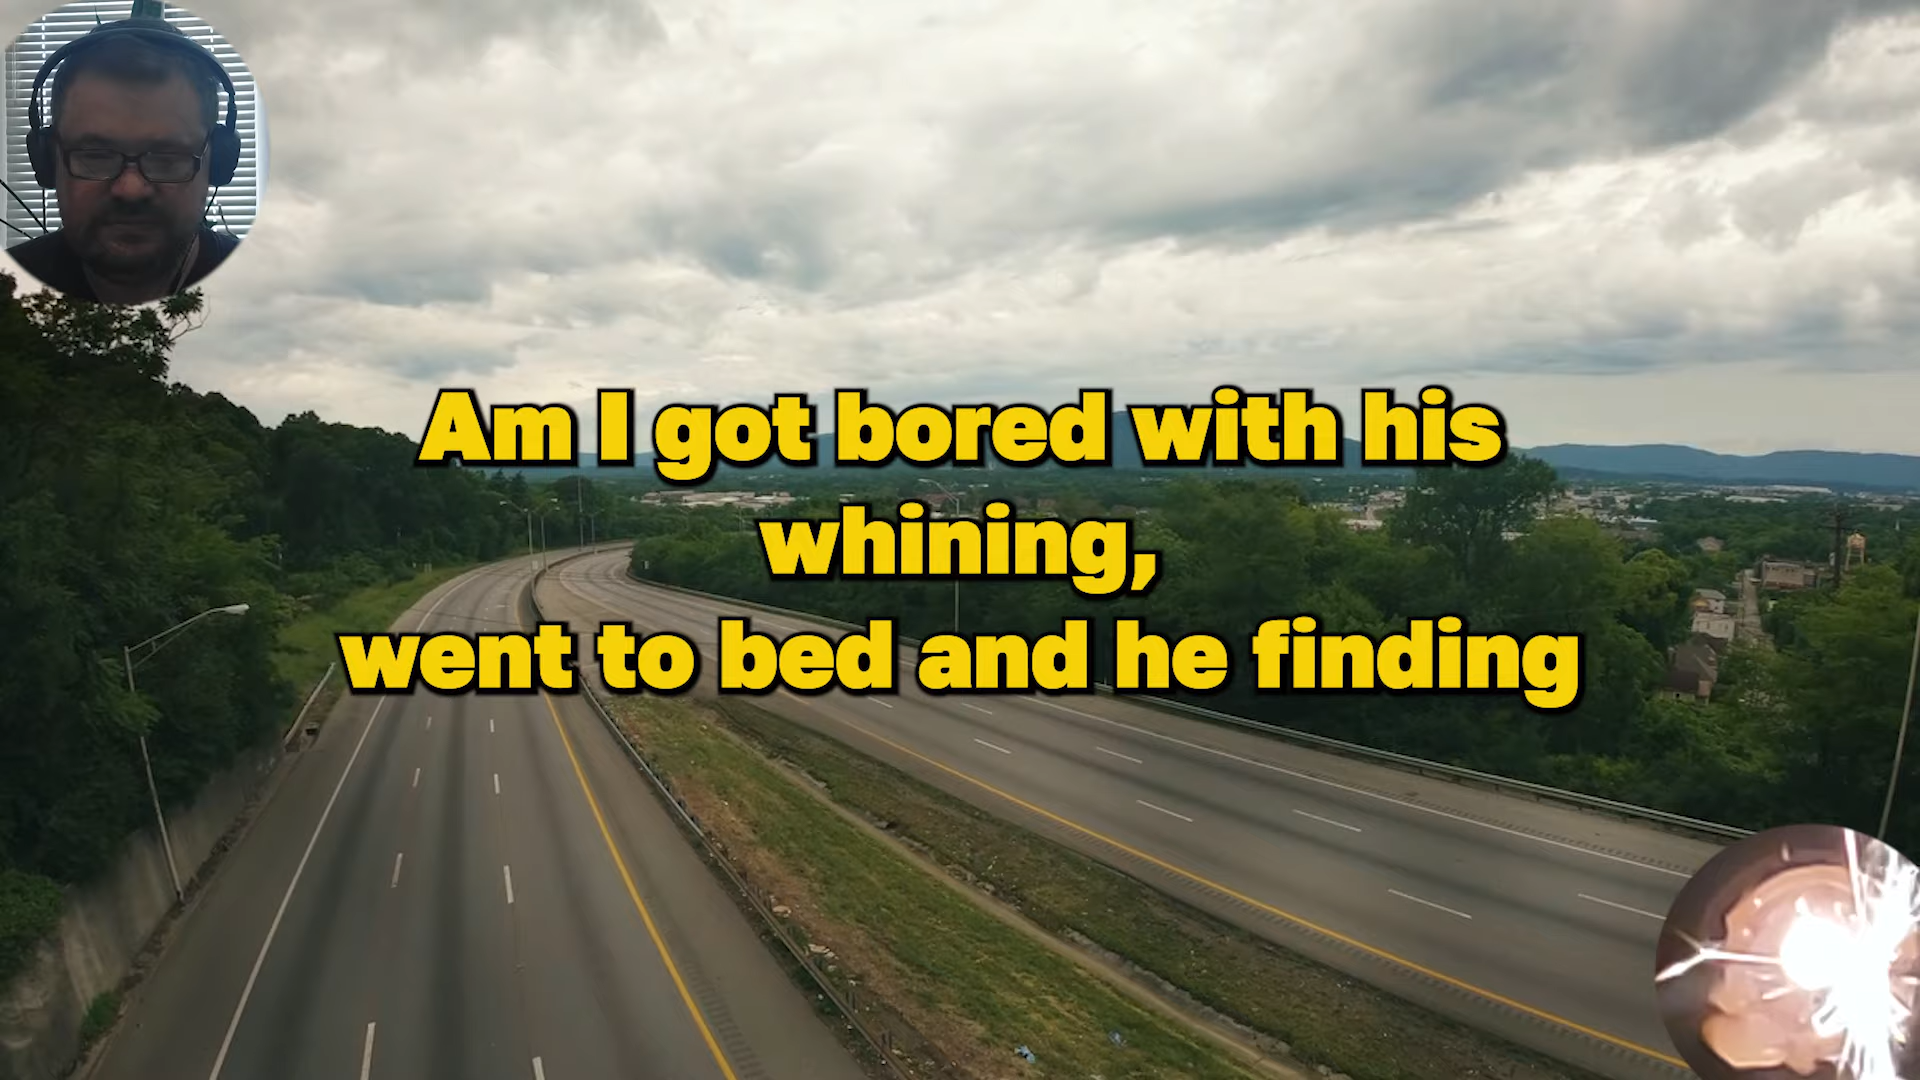 Am I got bored with his
whining,
went to bed and he finding